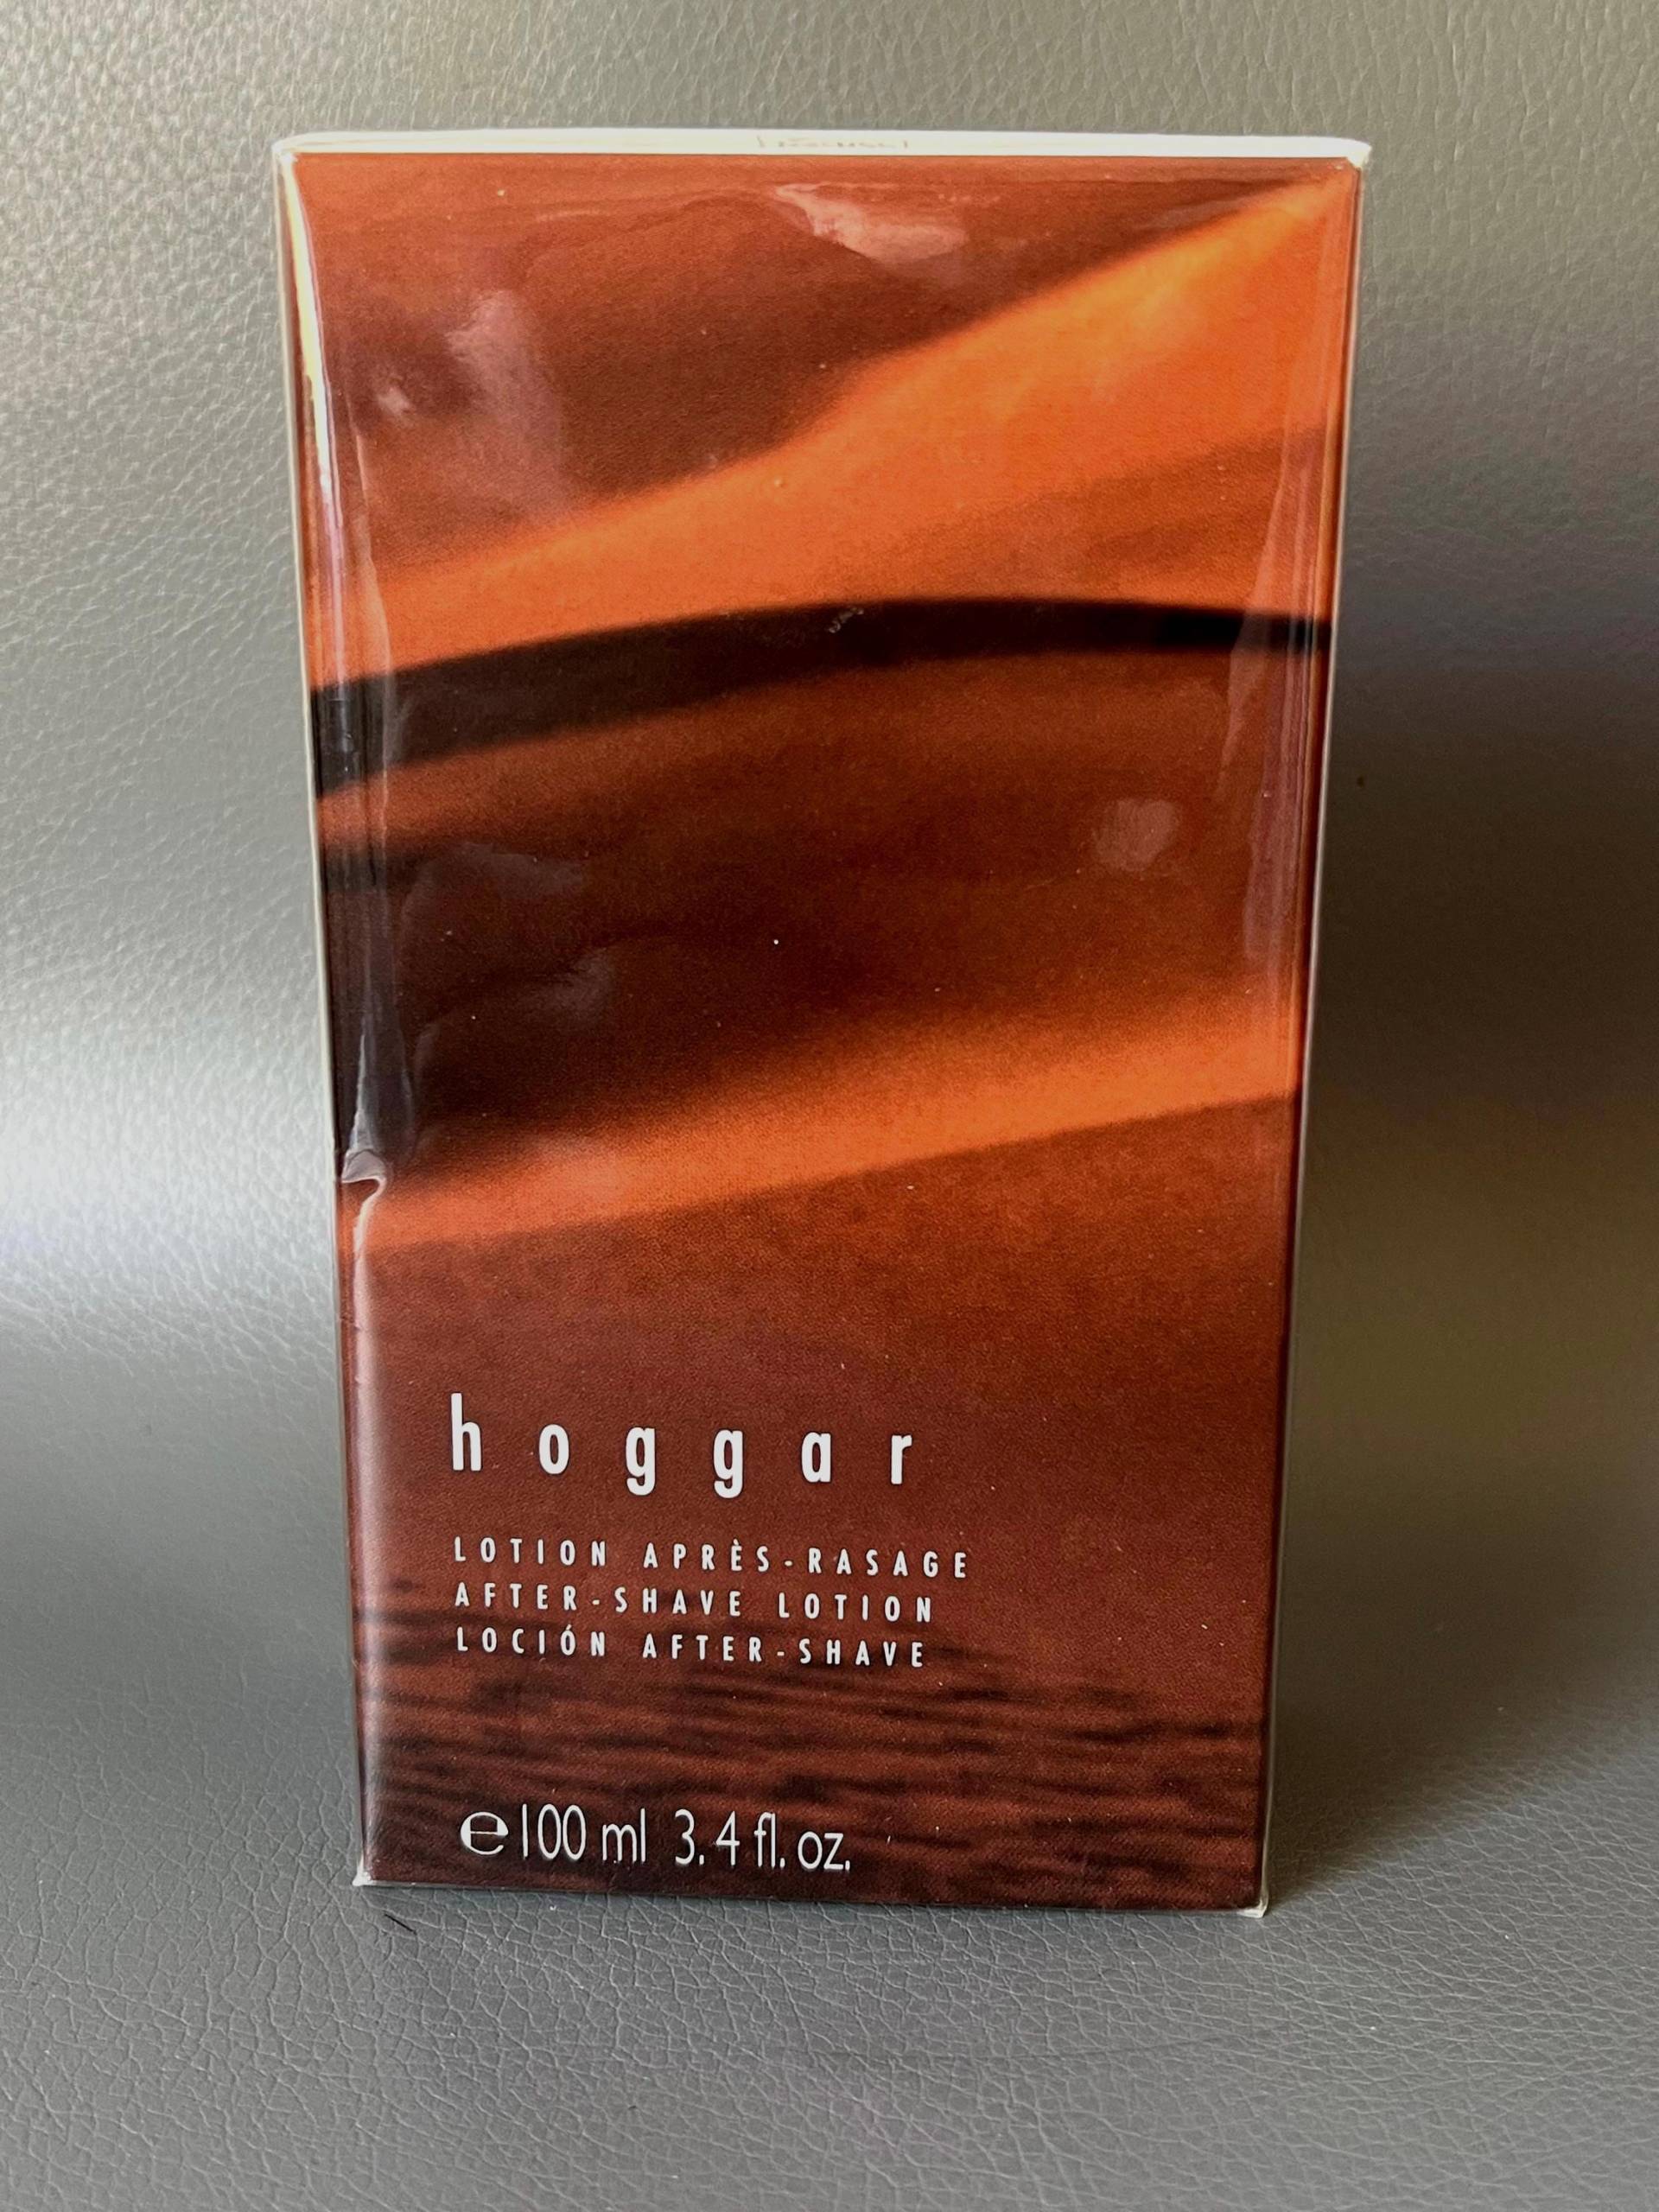 hoggar
LOTION APRÈS-RASAGE
AFTER-SHAVE LOTION
LOCIÓN AFTER-SHAVE
℮100 ml 3.4 fl. oz.